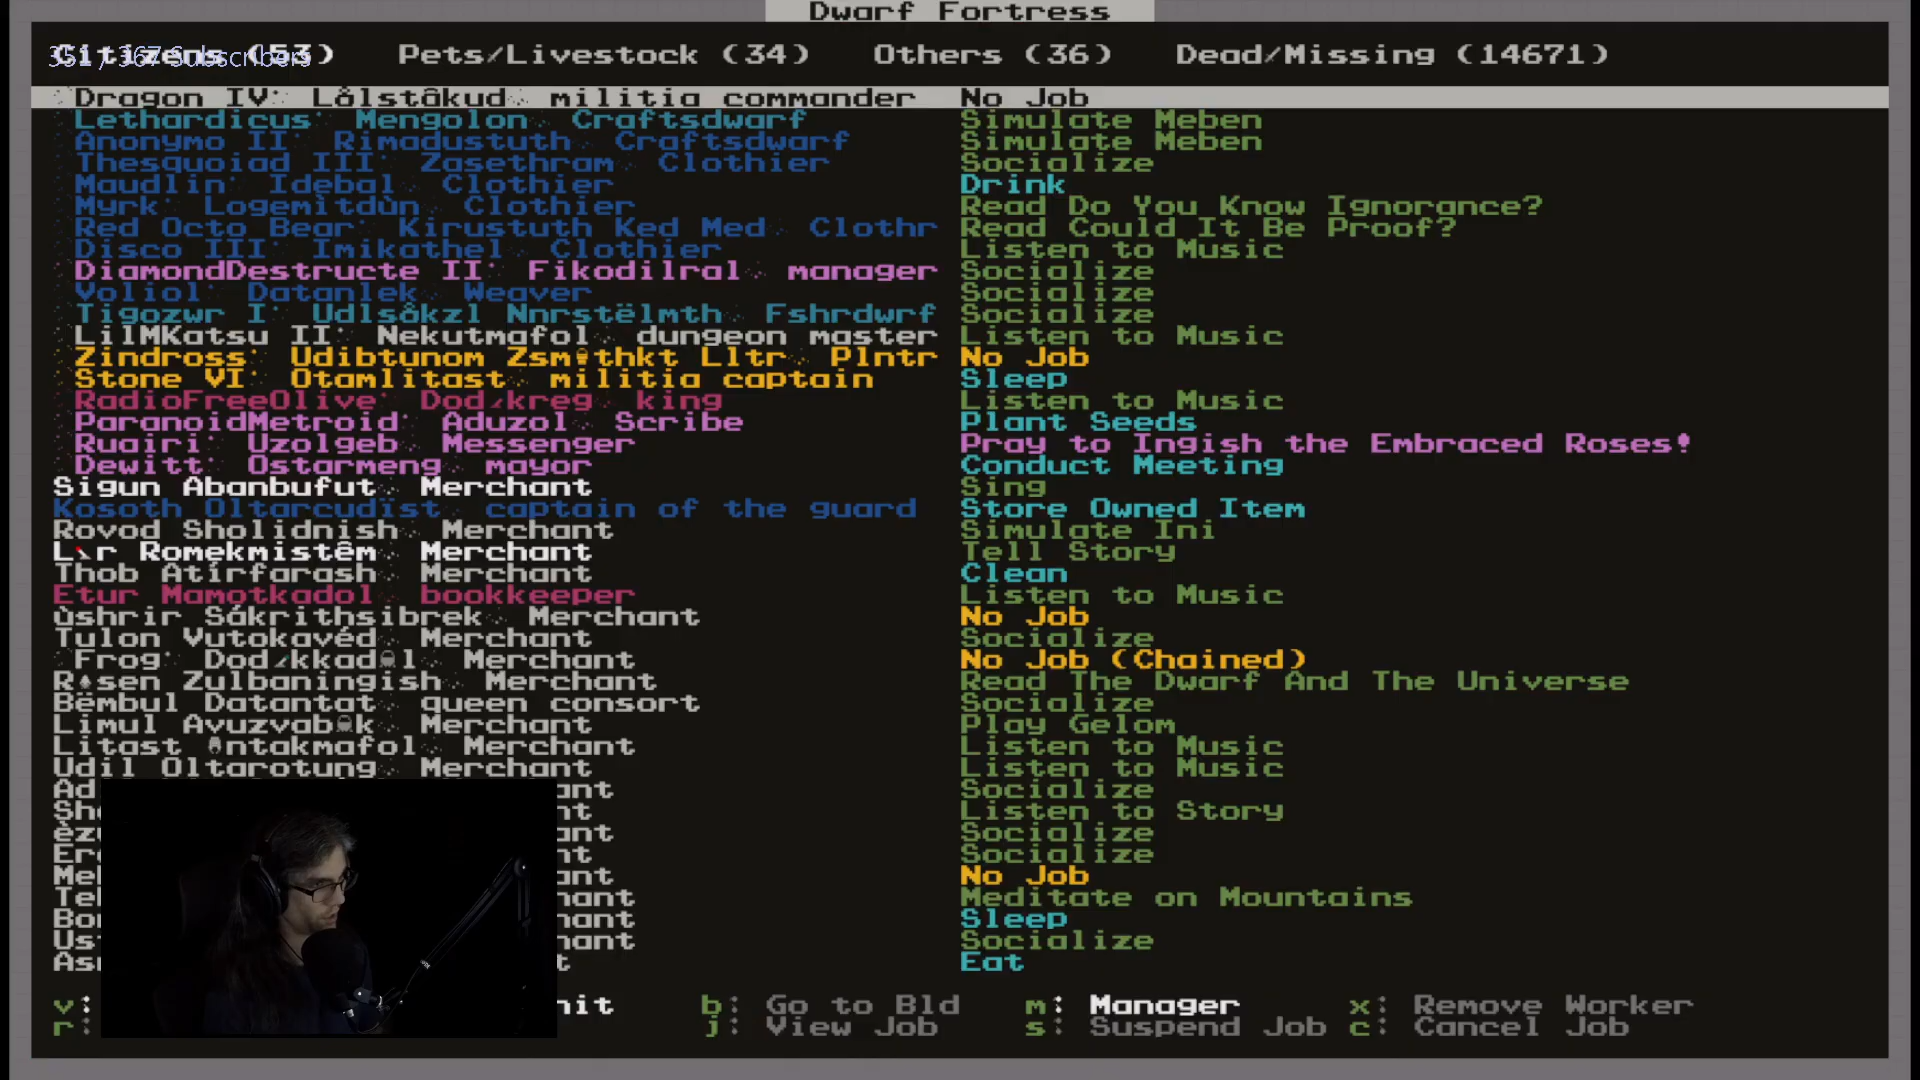 Dwarf Fortress
351 / 367 Subscribers
Citizens (53) Pets/Livestock (34) Others (36) Dead/Missing (14671)
Dragon IV Lôlstâkud militia commander No Job
Lethardicus Mengolon Craftsdwarf Simulate Meben
Anonymo II Rimadustuth Craftsdwarf Simulate Meben
Thesquoiad III Zasethram Clothier Socialize
Maudlin Idebal Clothier Drink
Myrk Logemitdùn Clothier Read Do You Know Ignorance?
Red Octo Bear Kirustuth Ked Med Clothr Read Could It Be Proof?
Disco III Imikathel Clothier Listen to Music
DiamondDestructe II Fikodilral manager Socialize
Voliol Datanlek Weaver Socialize
Tigozwr I Udlsåkzl Nnrstëlmth Fshrdwrf Socialize
LilMKatsu II Nekutmafol dungeon master Listen to Music
Zindross Udibtunom Lltr Plntr No Job
Stone VI Otamlitast militia captain Sleep
RadioFreeOlive king Listen to Music
ParanoidMetroid Aduzol Scribe Plant Seeds
Ruairi Uzolgeb Messenger Pray to Ingish the Embraced Roses!
Dewitt Ostarmeng mayor Conduct Meeting
Sigun Abanbufut Merchant Sing
Kosoth Oltarcudist captain of the guard Store Owned Item
Rovod Sholidnish Merchant Simulate Ini
Romekmistêm Merchant Tell Story
Thob Atírfarash Merchant Clean
Etur Mamotkadol bookkeeper Listen to Music
ùshrir Sákrithsibrek Merchant No Job
Tulon Vutokavéd Merchant Socialize
Frog Merchant No Job (Chained)
Zulbaningish Merchant Read The Dwarf And The Universe
Bëmbul Datantat queen consort Socialize
Limul Merchant Play Gelom
Litast Merchant Listen to Music
Udil Oltarotung Merchant Listen to Music
Socialize
Listen to Story
Socialize
Socialize
No Job
Meditate on Mountains
Sleep
Socialize
Eat
v: b: Go to Bld m: Manager x: Remove Worker
r: j: View Job s: Suspend Job c: Cancel Job